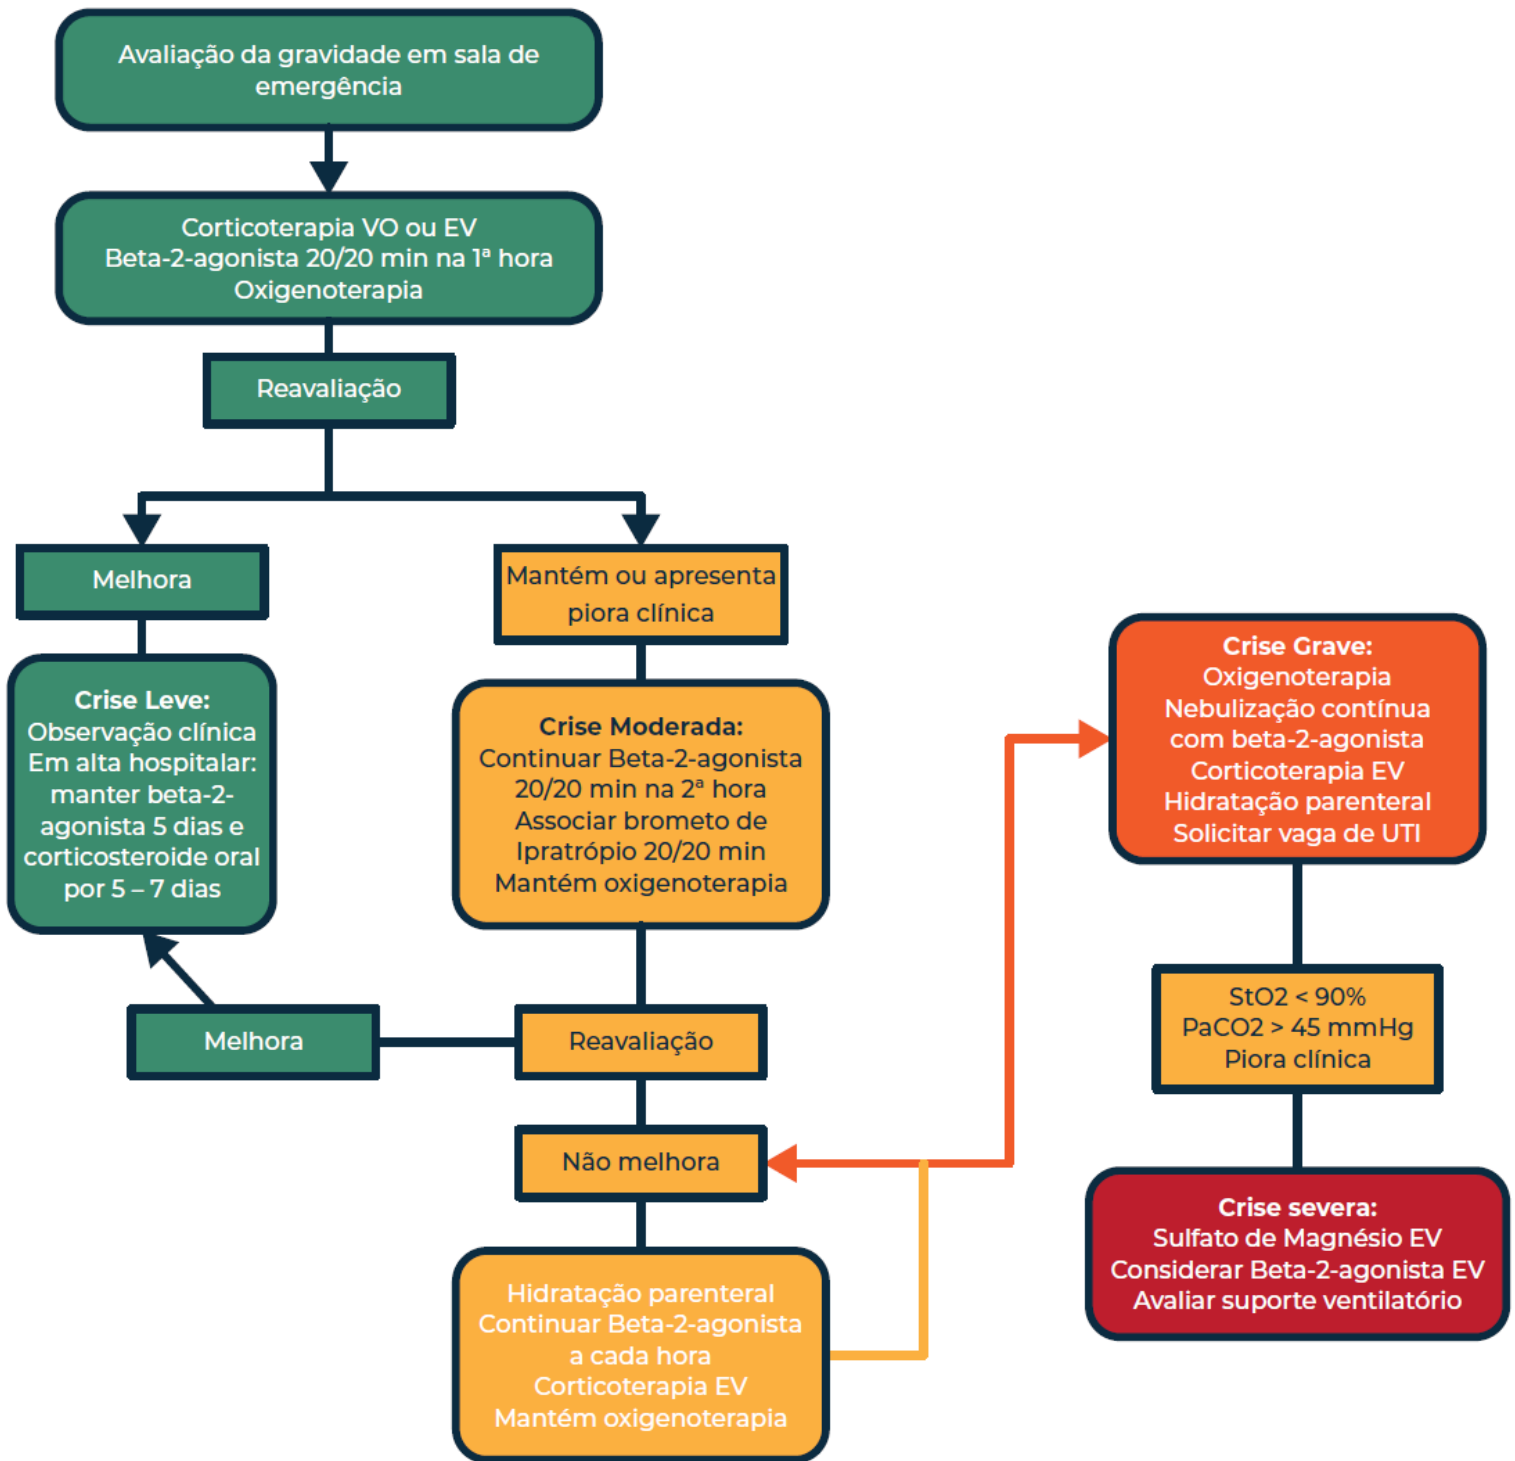 Avaliação da gravidade em sala de
emergência
Corticoterapia VO ou EV
Beta-2-agonista 20/20 min na 1ª hora
Oxigenoterapia
Reavaliação
Melhora
Mantém ou apresenta
piora clínica
Crise Leve:
Observação clínica
Em alta hospitalar:
manter beta-2-
agonista 5 dias e
corticosteroide oral
por 5 – 7 dias
Crise Moderada:
Continuar Beta-2-agonista
20/20 min na 2ª hora
Associar brometo de
Ipratrópio 20/20 min
Mantém oxigenoterapia
Melhora
Reavaliação
Não melhora
Hidratação parenteral
Continuar Beta-2-agonista
a cada hora
Corticoterapia EV
Mantém oxigenoterapia
Crise Grave:
Oxigenoterapia
Nebulização contínua
com beta-2-agonista
Corticoterapia EV
Hidratação parenteral
Solicitar vaga de UTI
StO2 < 90%
PaCO2 > 45 mmHg
Piora clínica
Crise severa:
Sulfato de Magnésio EV
Considerar Beta-2-agonista EV
Avaliar suporte ventilatório